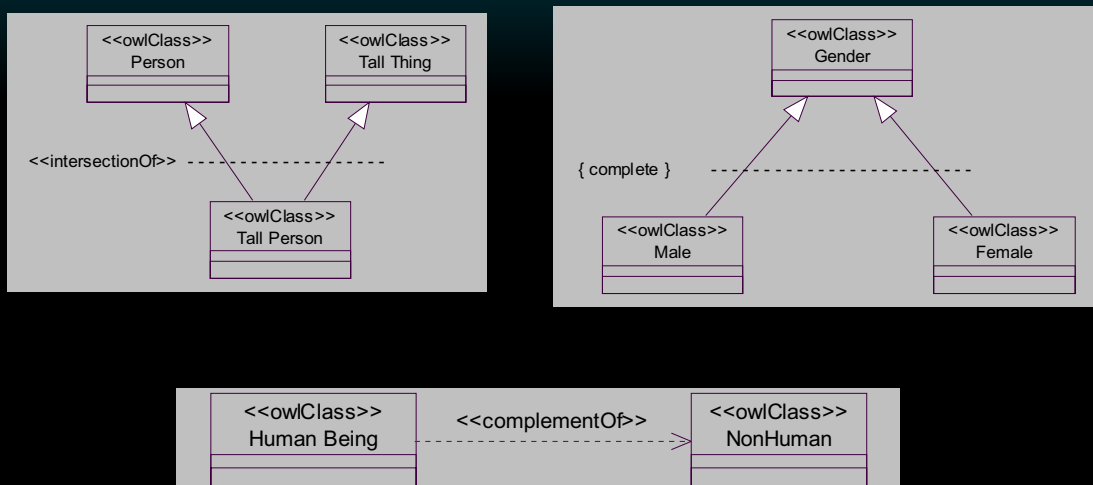 <<owlClass>>
Person
<<owlClass>>
Tall Thing
<<intersectionOf>>
<<owlClass>>
Tall Person
<<owlClass>>
Gender
{ complete }
<<owlClass>>
Male
<<owlClass>>
Female
<<owlClass>>
Human Being
<<complementOf>>
<<owlClass>>
NonHuman